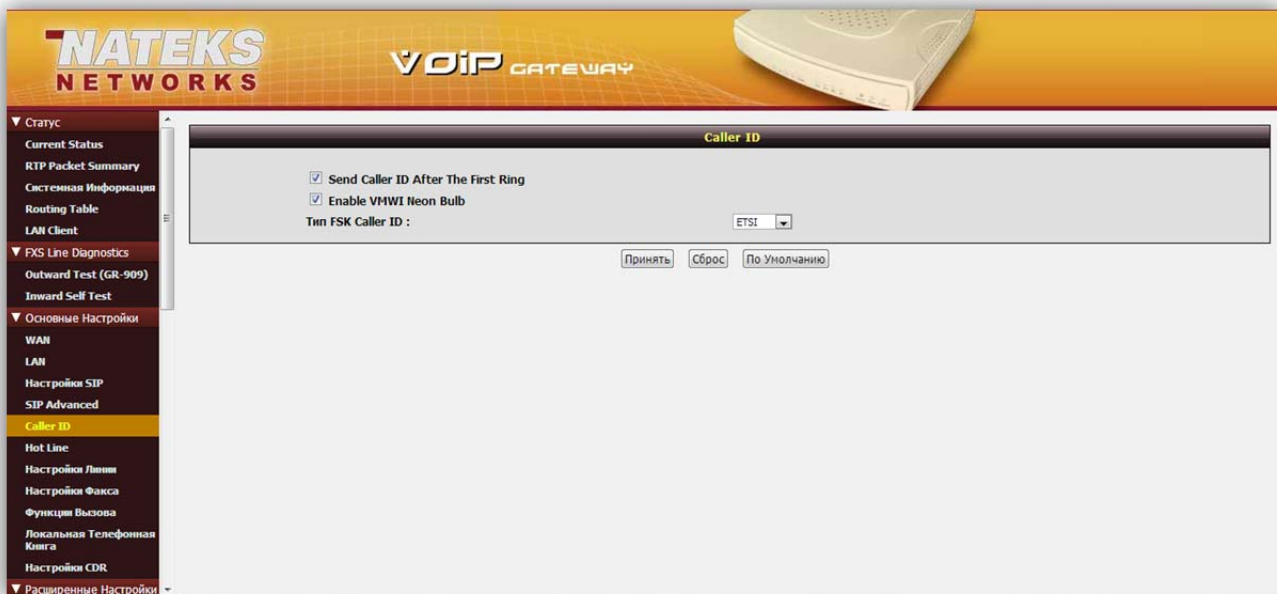 NATEKS
NETWORKS
VOIP GATEWAY
Статус
Current Status
RTP Packet Summary
Системная Информация
Routing Table
LAN Client
FXS Line Diagnostics
Outward Test (GR-909)
Inward Self Test
Основные Настройки
WAN
LAN
Настройки SIP
SIP Advanced
Caller ID
Hot Line
Настройки Линии
Настройки Факса
Функции Вызова
Локальная Телефонная
Книга
Настройки CDR
Расширенные Настройки
Caller ID
Send Caller ID After The First Ring
Enable VMWI Neon Bulb
Тип FSK Caller ID : ETSI
Принять Сброс По Умолчанию